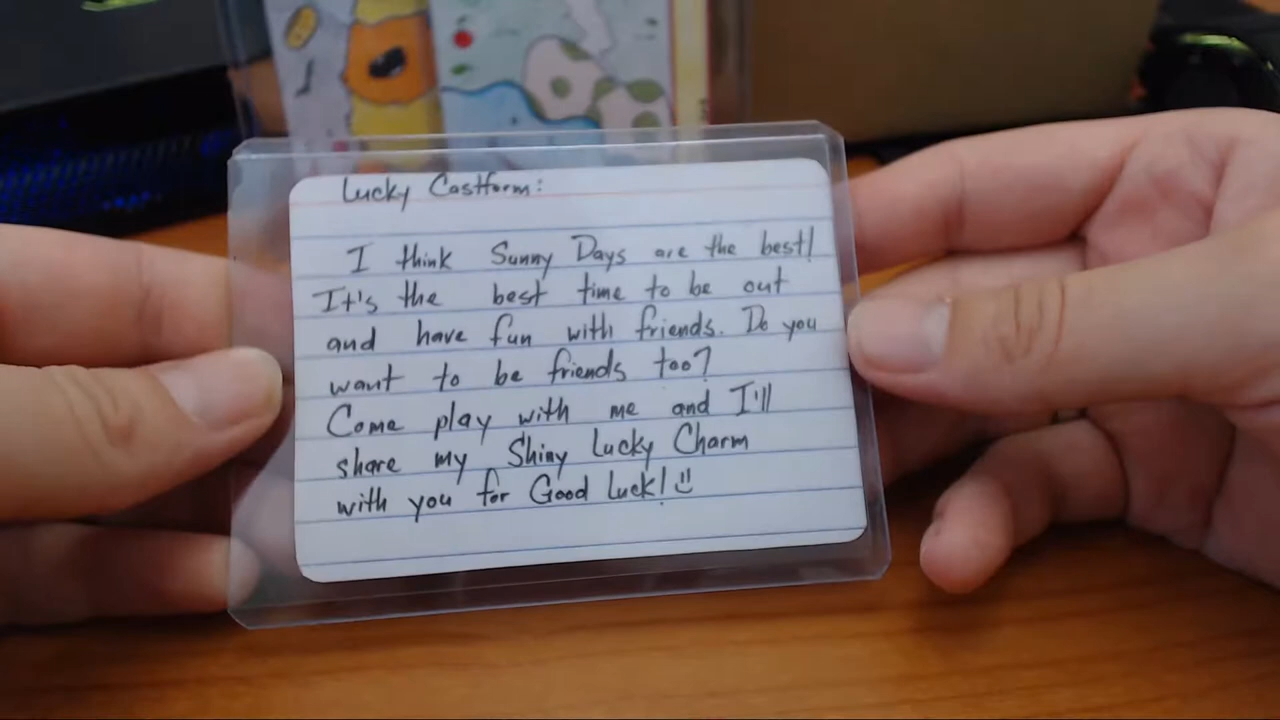 Lucky Castform:
I think Sunny Days are the best!
It's the best time to be out
and have fun with friends. Do you
want to be friends too?
Come play with me and I'll
share my Shiny Lucky Charm
with you for Good Luck! :)